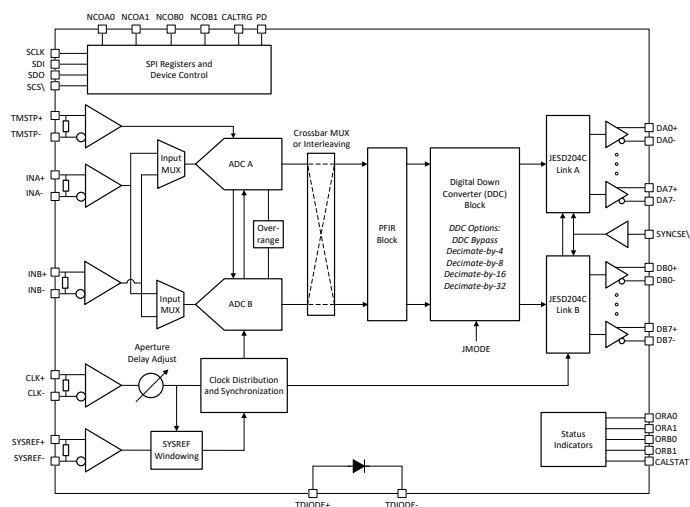 NCOA0 NCOA1 NCOB0 NCOB1 CALTRG PD
SCLK
SDI
SDO
SCS\
SPI Registers and
Device Control
TMSTP+
TMSTP-
INA+
INA-
Input
MUX
ADC A
Crossbar MUX
or Interleaving
Over-
range
PFIR
Block
Digital Down
Converter (DDC)
Block
DDC Options:
DDC Bypass
Decimate-by-4
Decimate-by-8
Decimate-by-16
Decimate-by-32
JMODE
JESD204C
Link A
DA0+
DA0-
DA7+
DA7-
SYNCSE\
INB+
INB-
Input
MUX
ADC B
JESD204C
Link B
DB0+
DB0-
DB7+
DB7-
Aperture
Delay Adjust
CLK+
CLK-
Clock Distribution
and Synchronization
SYSREF+
SYSREF-
SYSREF
Windowing
Status
Indicators
ORA0
ORA1
ORB0
ORB1
CALSTAT
TDIODE+ TDIODE-